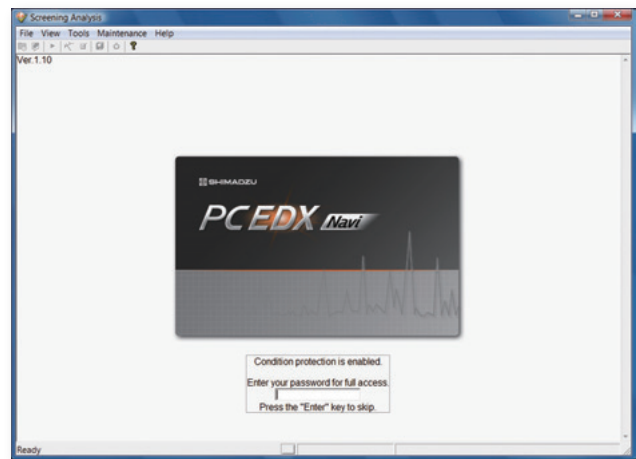 Screening Analysis
File View Tools Maintenance Help
Ver.1.10
SHIMADZU
PCEDX Navi
Condition protection is enabled.
Enter your password for full access.
Press the "Enter" key to skip.
Ready